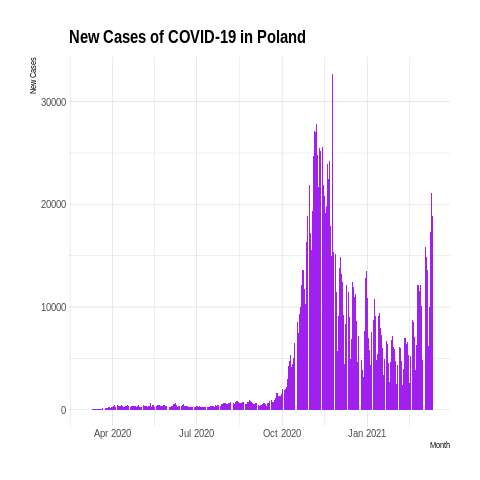 New Cases of COVID-19 in Poland
New Cases
30000
20000
10000
0
Apr 2020 Jul 2020 Oct 2020 Jan 2021
Month